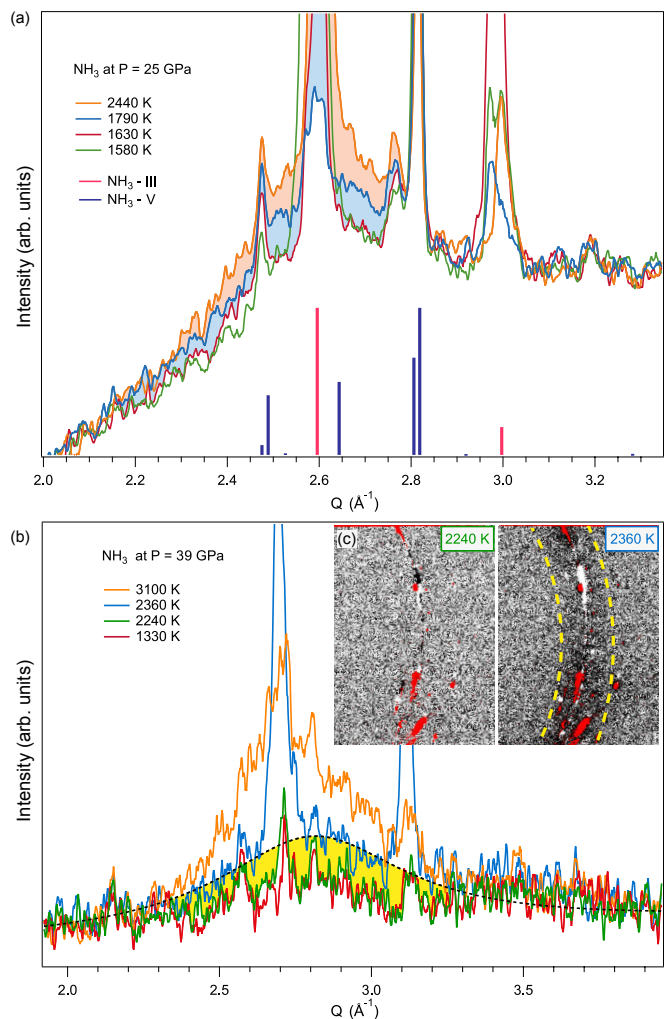 (a)
NH₃ at P = 25 GPa
2440 K
1790 K
1630 K
1580 K
NH₃ - III
NH₃ - V
Intensity (arb. units)
2.0 2.2 2.4 2.6 2.8 3.0 3.2
Q (Å⁻¹)
(b)
NH₃ at P = 39 GPa
3100 K
2360 K
2240 K
1330 K
(c)
2240 K
2360 K
Intensity (arb. units)
2.0 2.5 3.0 3.5
Q (Å⁻¹)